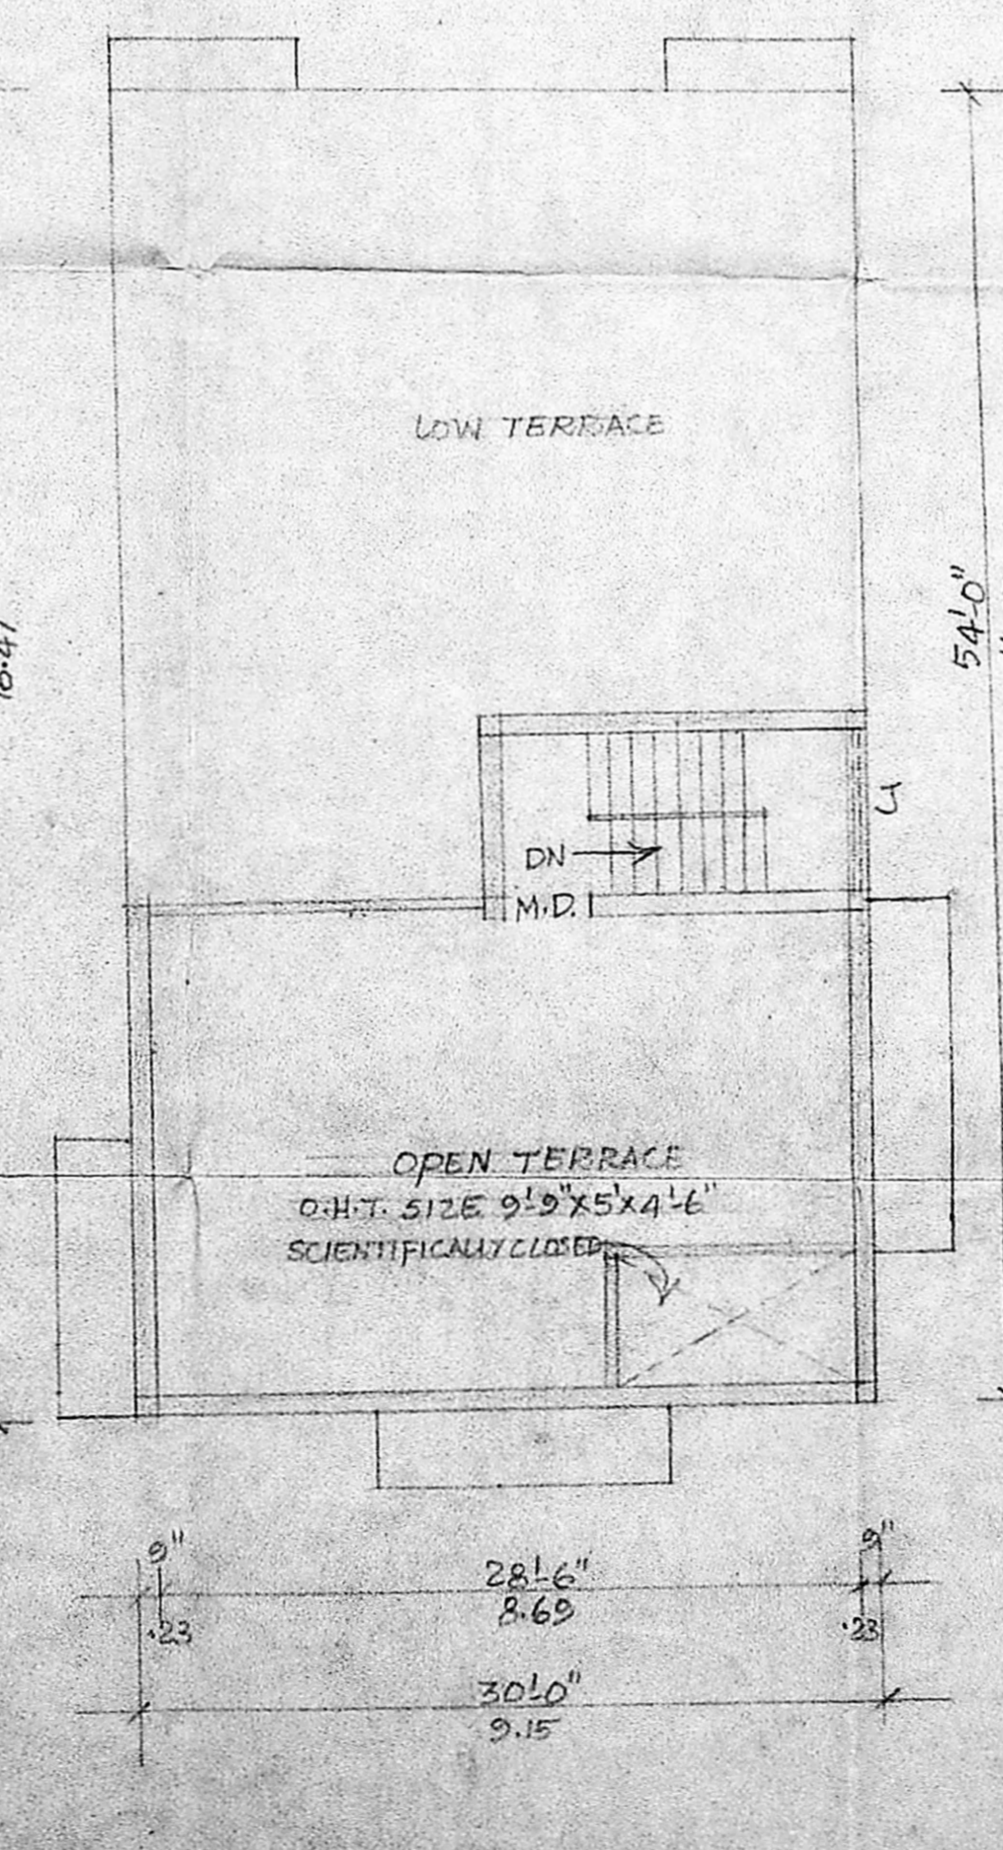 LOW TERRACE
54'-0"
DN
M.D.
OPEN TERRACE
O.H.T. SIZE 9'-9"X5'X4'-6"
SCIENTIFICALLY CLOSED
9"
28'-6"
9"
.23
8.69
.23
30'-0"
9.15